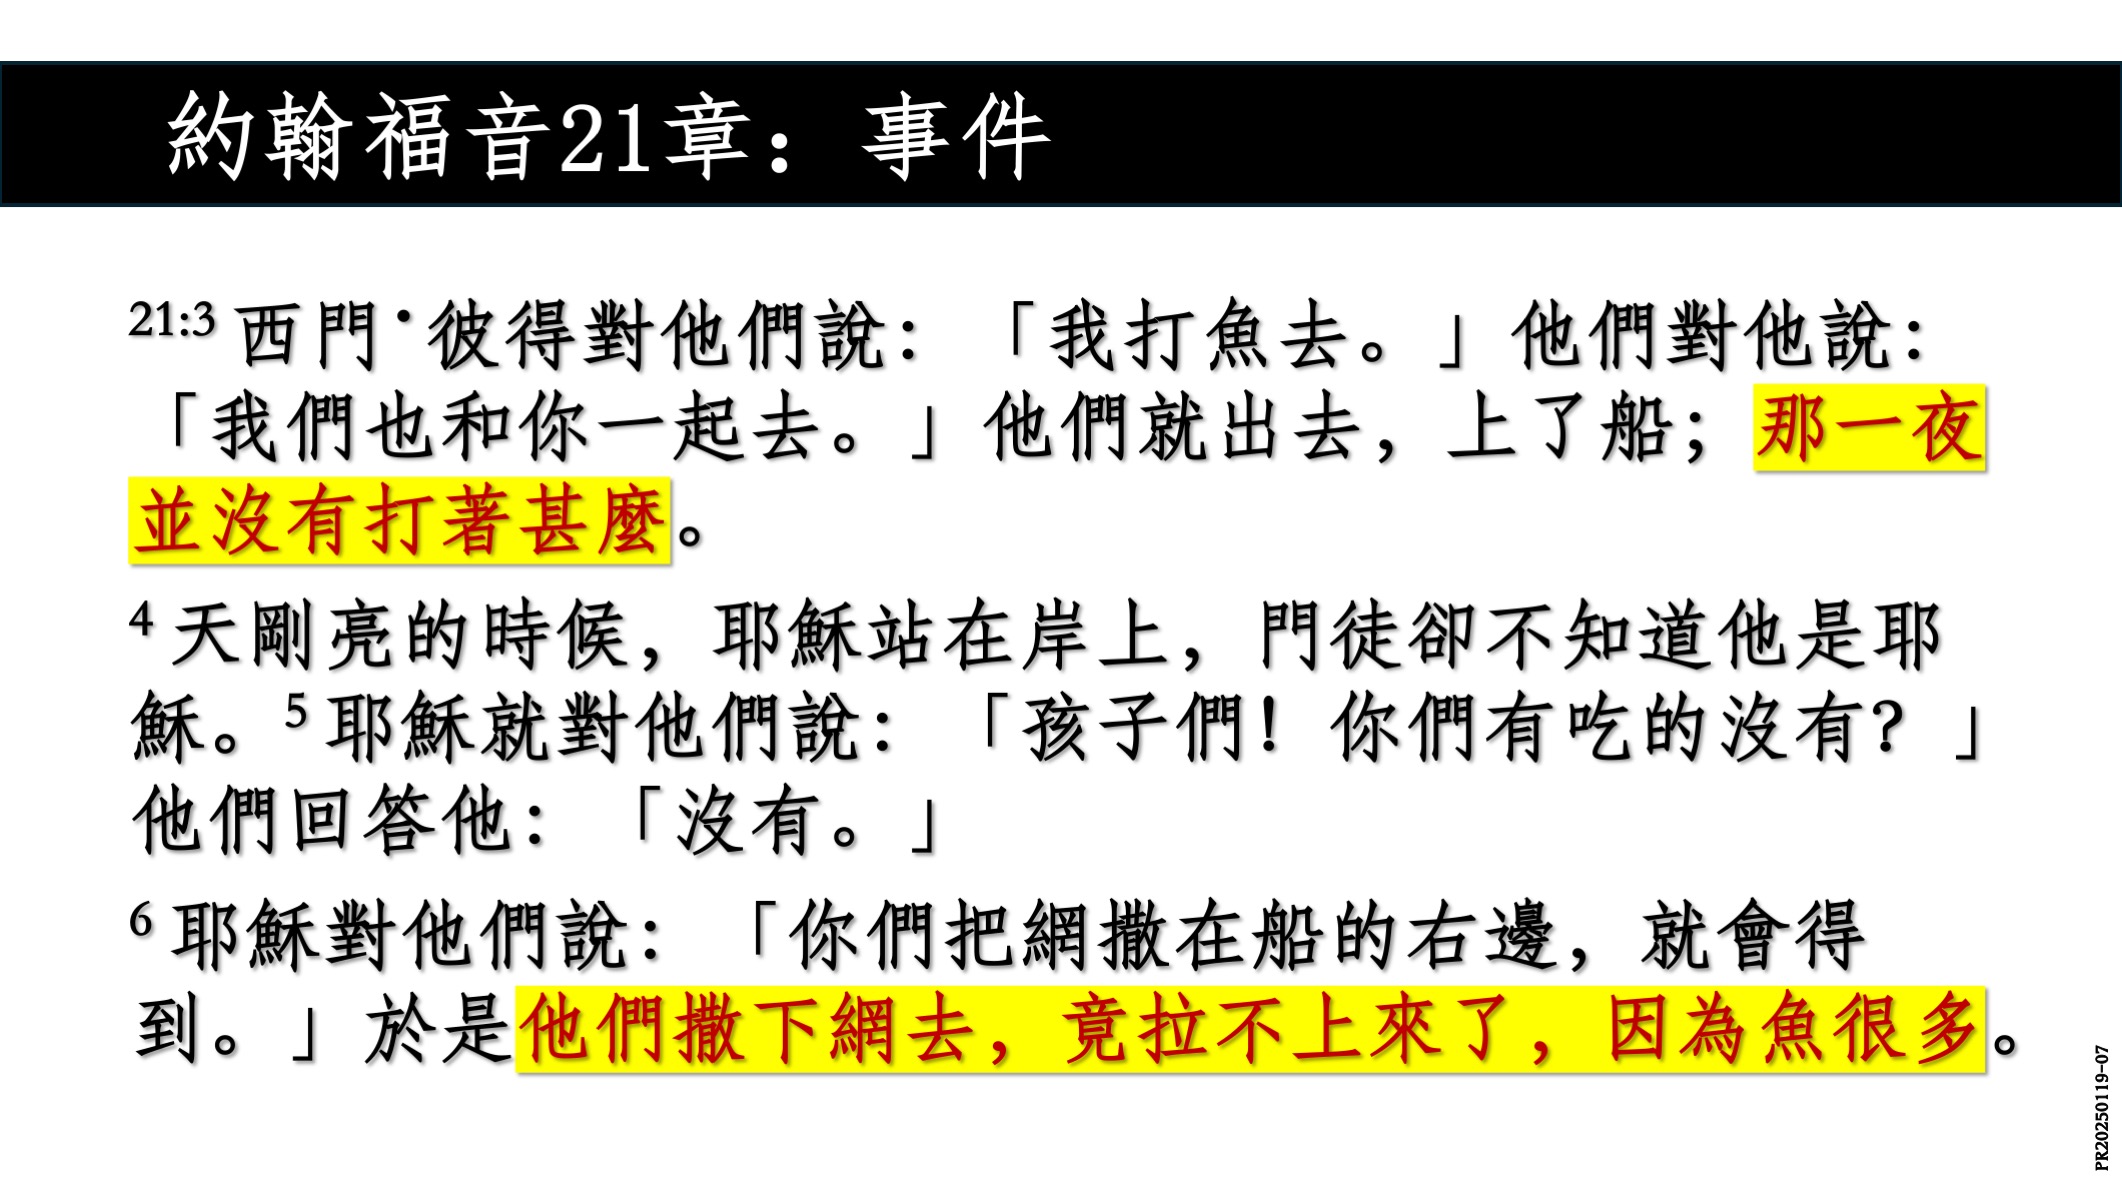 約翰福音21章：事件
21:3 西門˙彼得對他們說：「我打魚去。」他們對他說：
「我們也和你一起去。」他們就出去，上了船；那一夜
並沒有打著甚麼。
4 天剛亮的時候，耶穌站在岸上，門徒卻不知道他是耶
穌。5 耶穌就對他們說：「孩子們！你們有吃的沒有？」
他們回答他：「沒有。」
6 耶穌對他們說：「你們把網撒在船的右邊，就會得
到。」於是他們撒下網去，竟拉不上來了，因為魚很多。
PR20250119-07